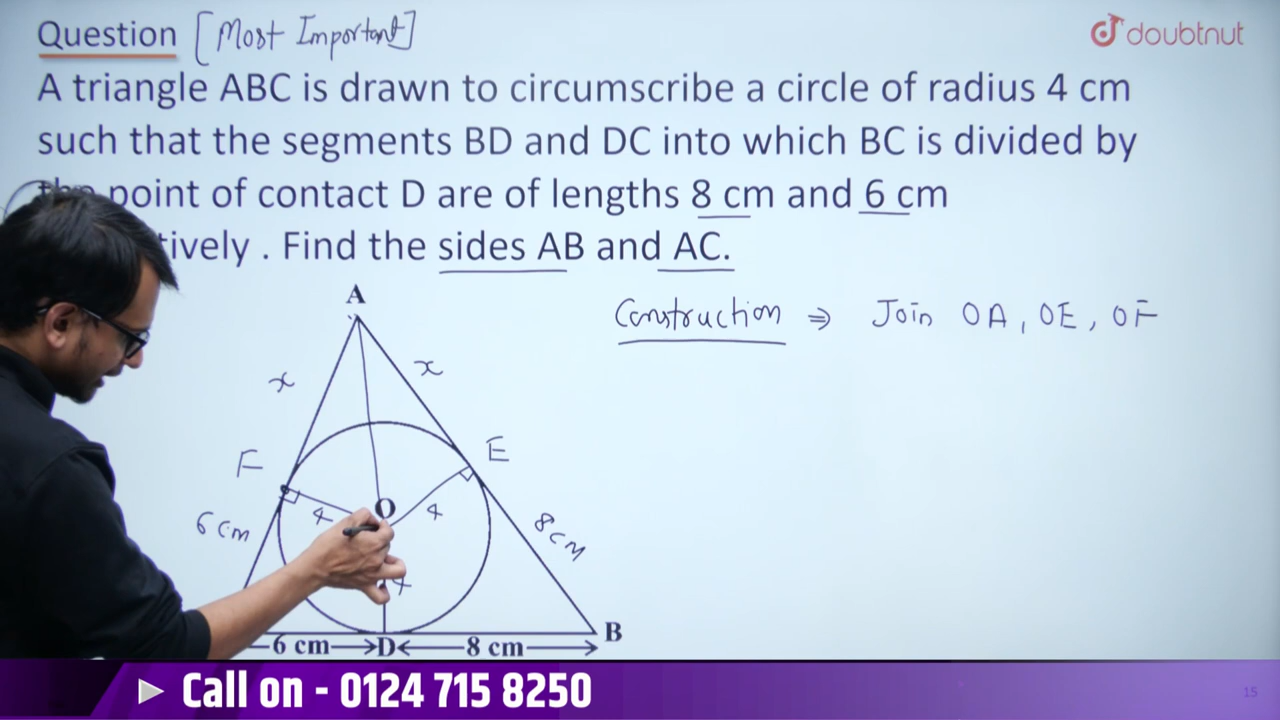 Question [Most Important]
doubtnut
A triangle ABC is drawn to circumscribe a circle of radius 4 cm
such that the segments BD and DC into which BC is divided by
point of contact D are of lengths 8 cm and 6 cm
tively . Find the sides AB and AC.
A
Construction ⇒ Join OA, OE, OF
x
x
F
E
O
4
4
6 cm
8 cm
4
B
6 cm
D
8 cm
Call on - 0124 715 8250
15